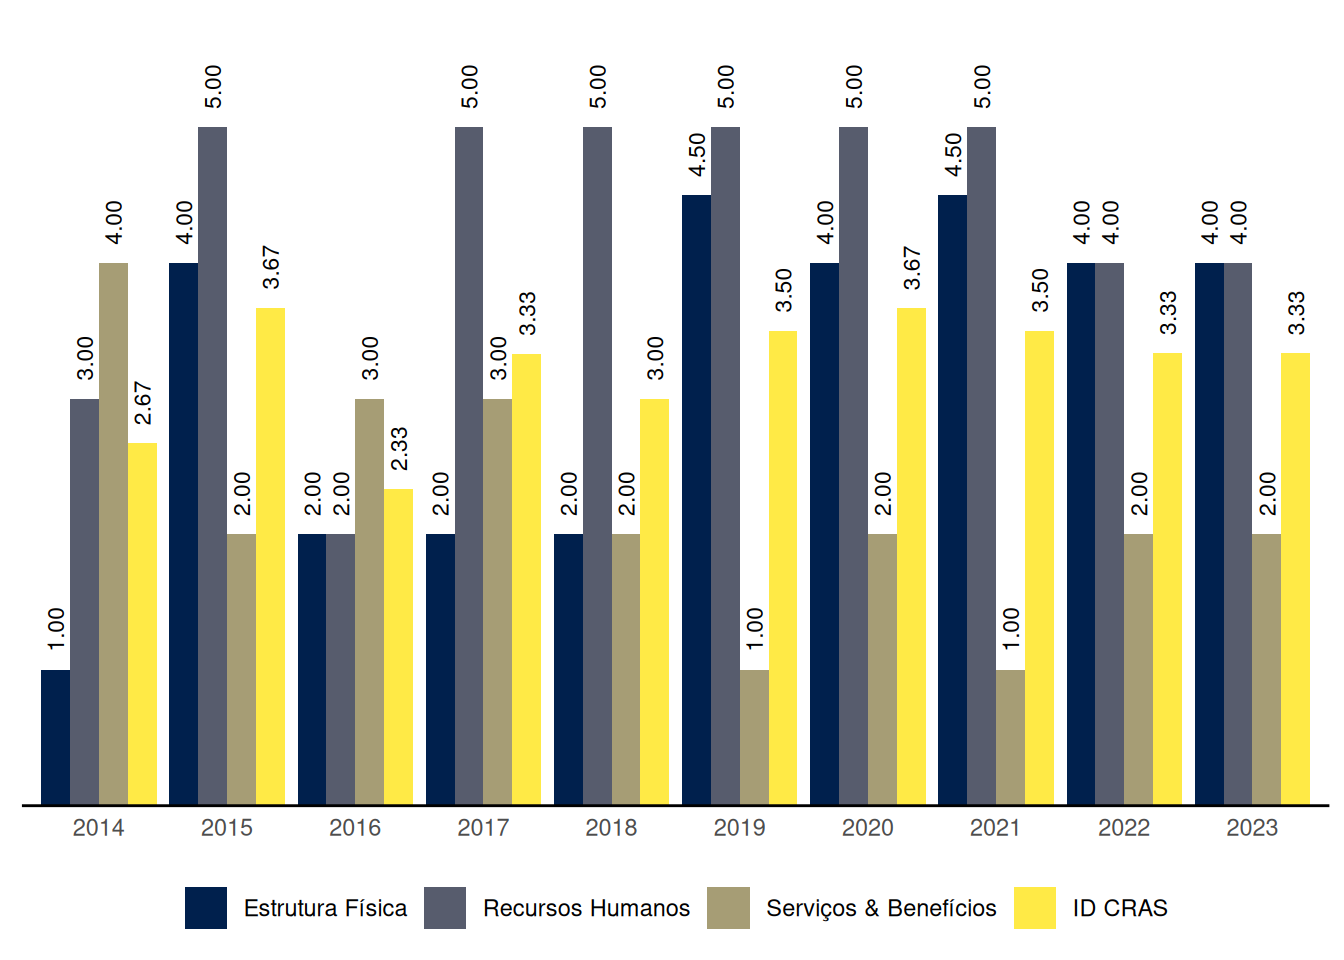 1.00 3.00 4.00 2.67 4.00 5.00 2.00 3.67 2.00 2.00 3.00 2.33 2.00 5.00 3.00 3.33 2.00 5.00 2.00 3.00 4.50 5.00 1.00 3.50 4.00 5.00 2.00 3.67 4.50 5.00 1.00 3.50 4.00 4.00 2.00 3.33 4.00 4.00 2.00 3.33
2014 2015 2016 2017 2018 2019 2020 2021 2022 2023
Estrutura Física Recursos Humanos Serviços & Benefícios ID CRAS